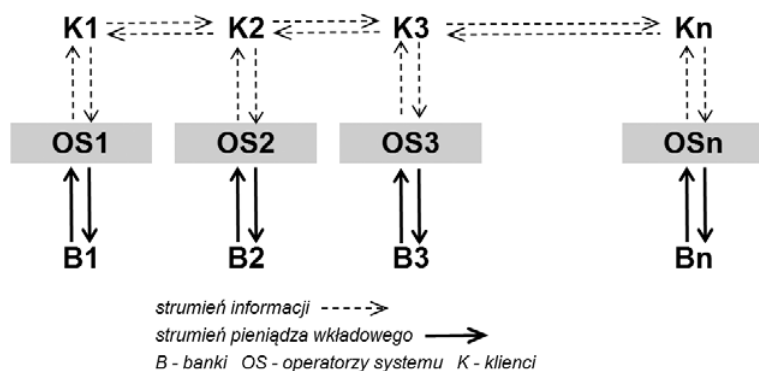 K1 K2 K3 Kn
OS1 OS2 OS3 OSn
B1 B2 B3 Bn
strumień informacji
strumień pieniądza wkładowego
B - banki OS - operatorzy systemu K - klienci